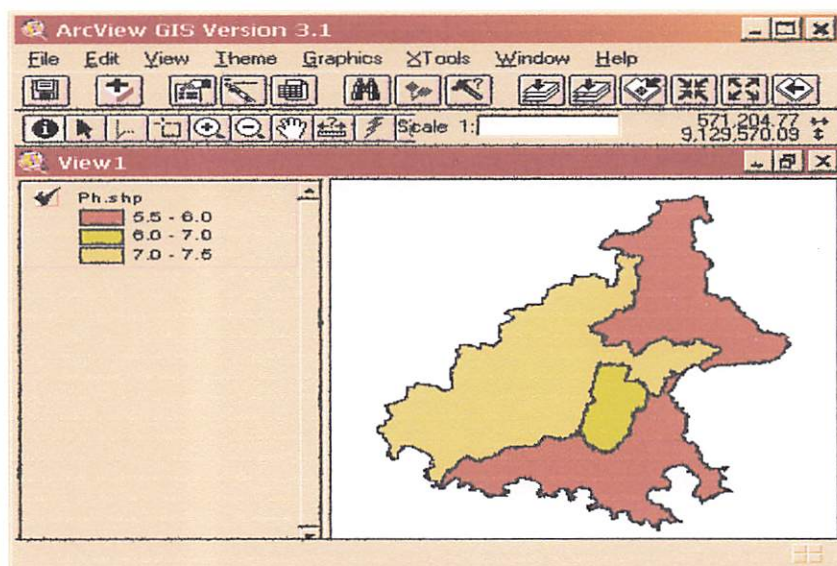 ArcView GIS Version 3.1
File Edit View Theme Graphics XTools Window Help
Scale 1:
571,204.77
9,129,570.09
View1
Ph.shp
5.5 - 6.0
6.0 - 7.0
7.0 - 7.5